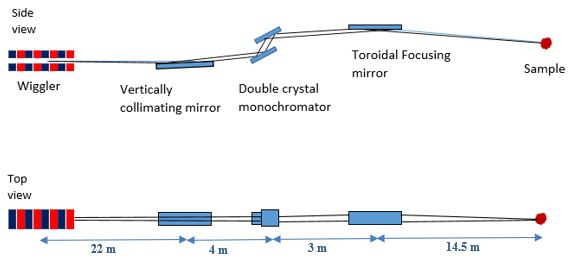 Side
view
Wiggler
Vertically
collimating mirror
Double crystal
monochromator
Toroidal Focusing
mirror
Sample
Top
view
22 m
4 m
3 m
14.5 m